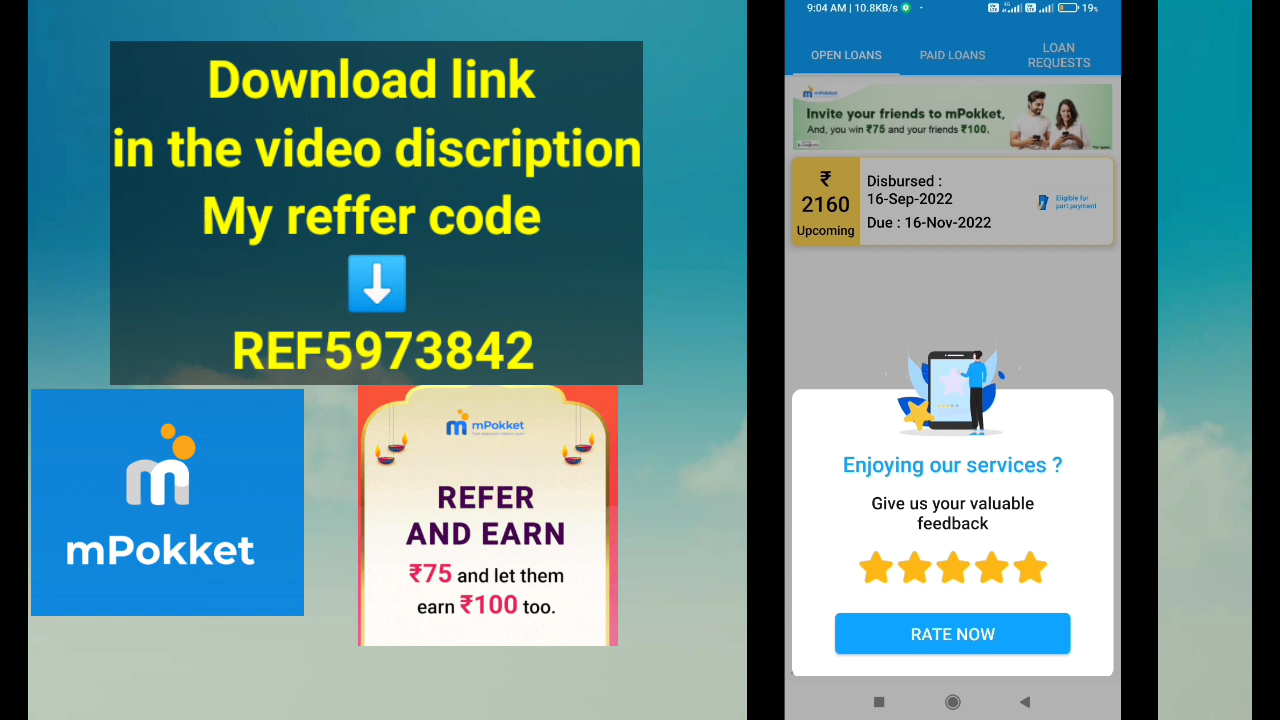 Download link
in the video discription
My reffer code
⬇️
REF5973842
mPokket
mPokket
REFER
AND EARN
₹75 and let them
earn ₹100 too.
9:04 AM | 10.8KB/s
19%
OPEN LOANS
PAID LOANS
LOAN
REQUESTS
mPokket
Invite your friends to mPokket,
And, you win ₹75 and your friends ₹100.
₹
2160
Upcoming
Disbursed :
16-Sep-2022
Due : 16-Nov-2022
Eligible for
part payment
Enjoying our services ?
Give us your valuable
feedback
RATE NOW